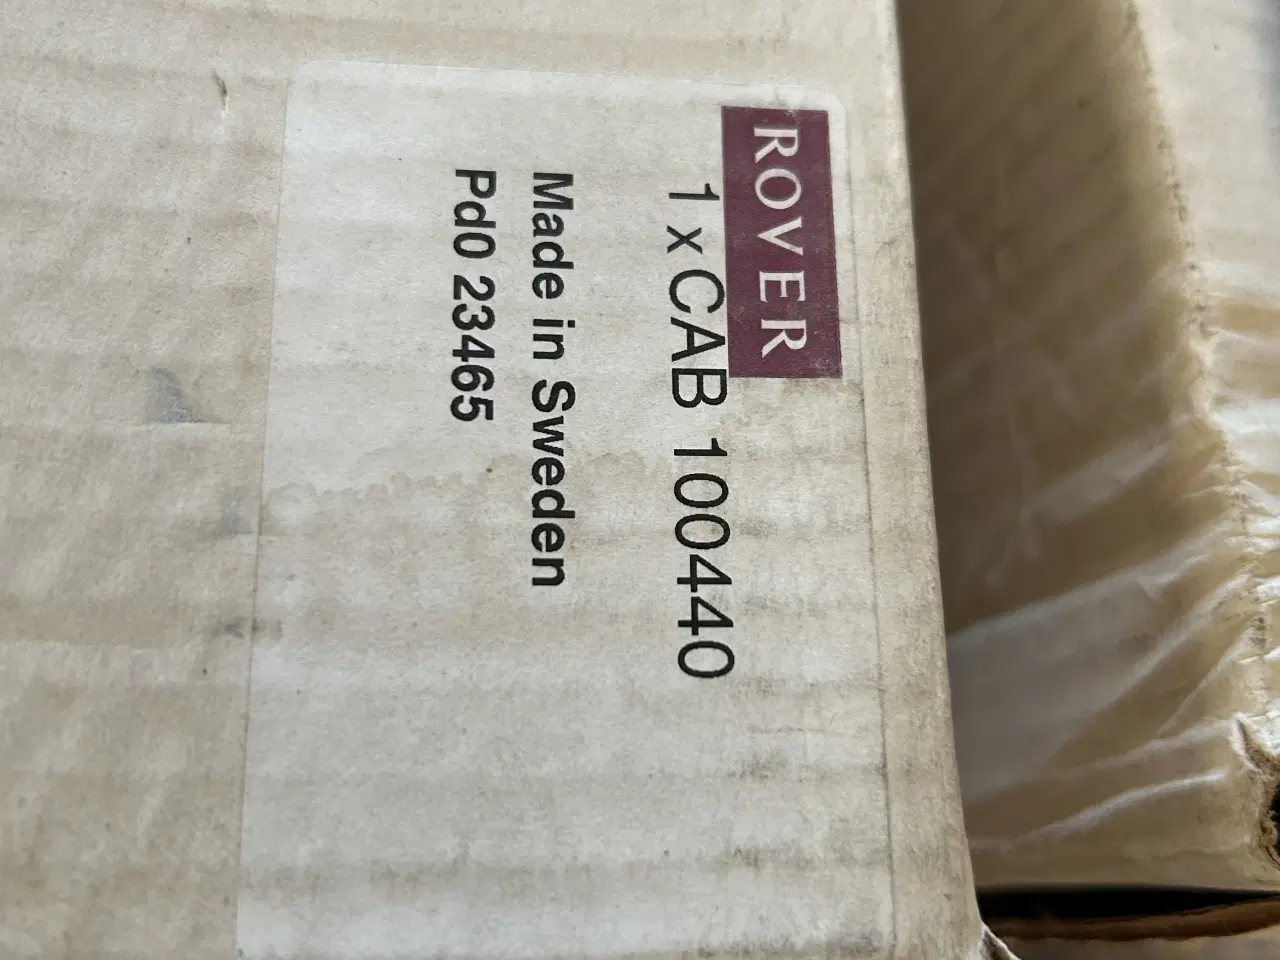 ROVER
1 x CAB 100440
Made in Sweden
Pd0 23465